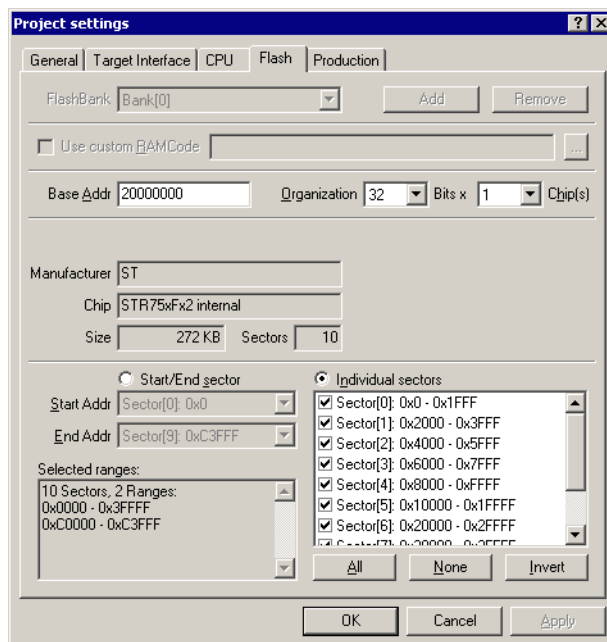 Project settings
General Target Interface CPU Flash Production
FlashBank Bank[0] Add Remove
Use custom RAMCode ...
Base Addr 20000000 Organization 32 Bits x 1 Chip(s)
Manufacturer ST
Chip STR75xFx2 internal
Size 272 KB Sectors 10
Start/End sector
Start Addr Sector[0]: 0x0
End Addr Sector[9]: 0xC3FFF
Selected ranges:
10 Sectors, 2 Ranges:
0x0000 - 0x3FFFF
0xC0000 - 0xC3FFF
Individual sectors
Sector[0]: 0x0 - 0x1FFF
Sector[1]: 0x2000 - 0x3FFF
Sector[2]: 0x4000 - 0x5FFF
Sector[3]: 0x6000 - 0x7FFF
Sector[4]: 0x8000 - 0xFFFF
Sector[5]: 0x10000 - 0x1FFFF
Sector[6]: 0x20000 - 0x2FFFF
All None Invert
OK Cancel Apply